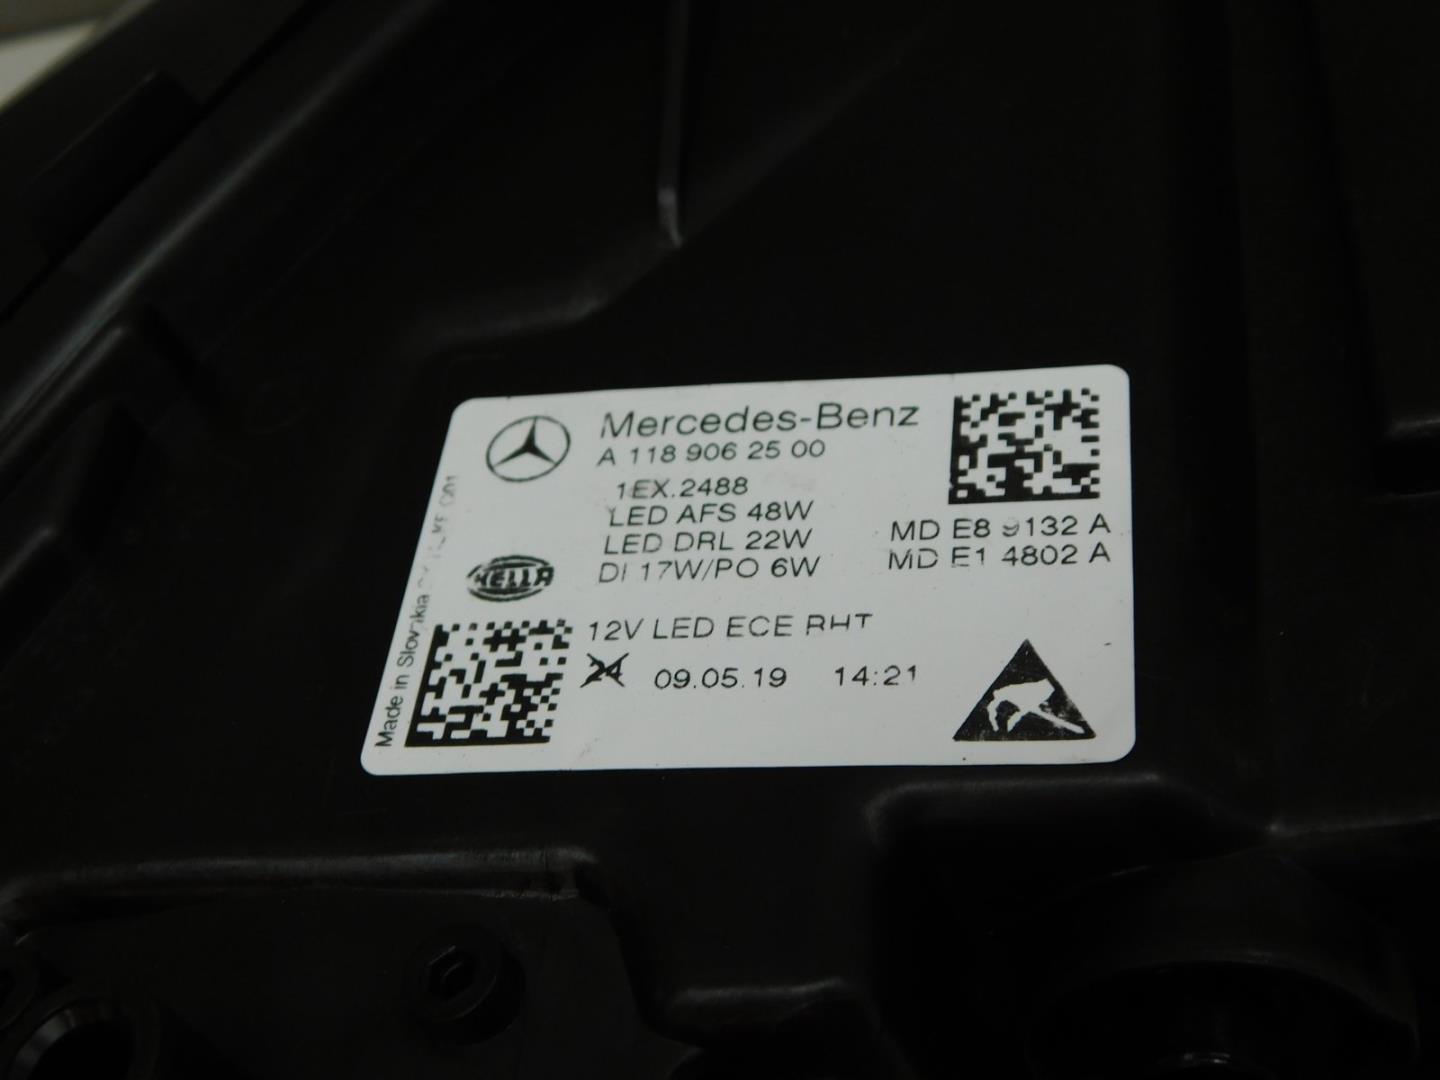 Mercedes-Benz
A 118 906 25 00
1EX.2488
LED AFS 48W
LED DRL 22W
DI 17W/PO 6W
MD E8 9132 A
MD E1 4802 A
HELLA
12V LED ECE RHT
24 09.05.19 14:21
Made in Slovakia